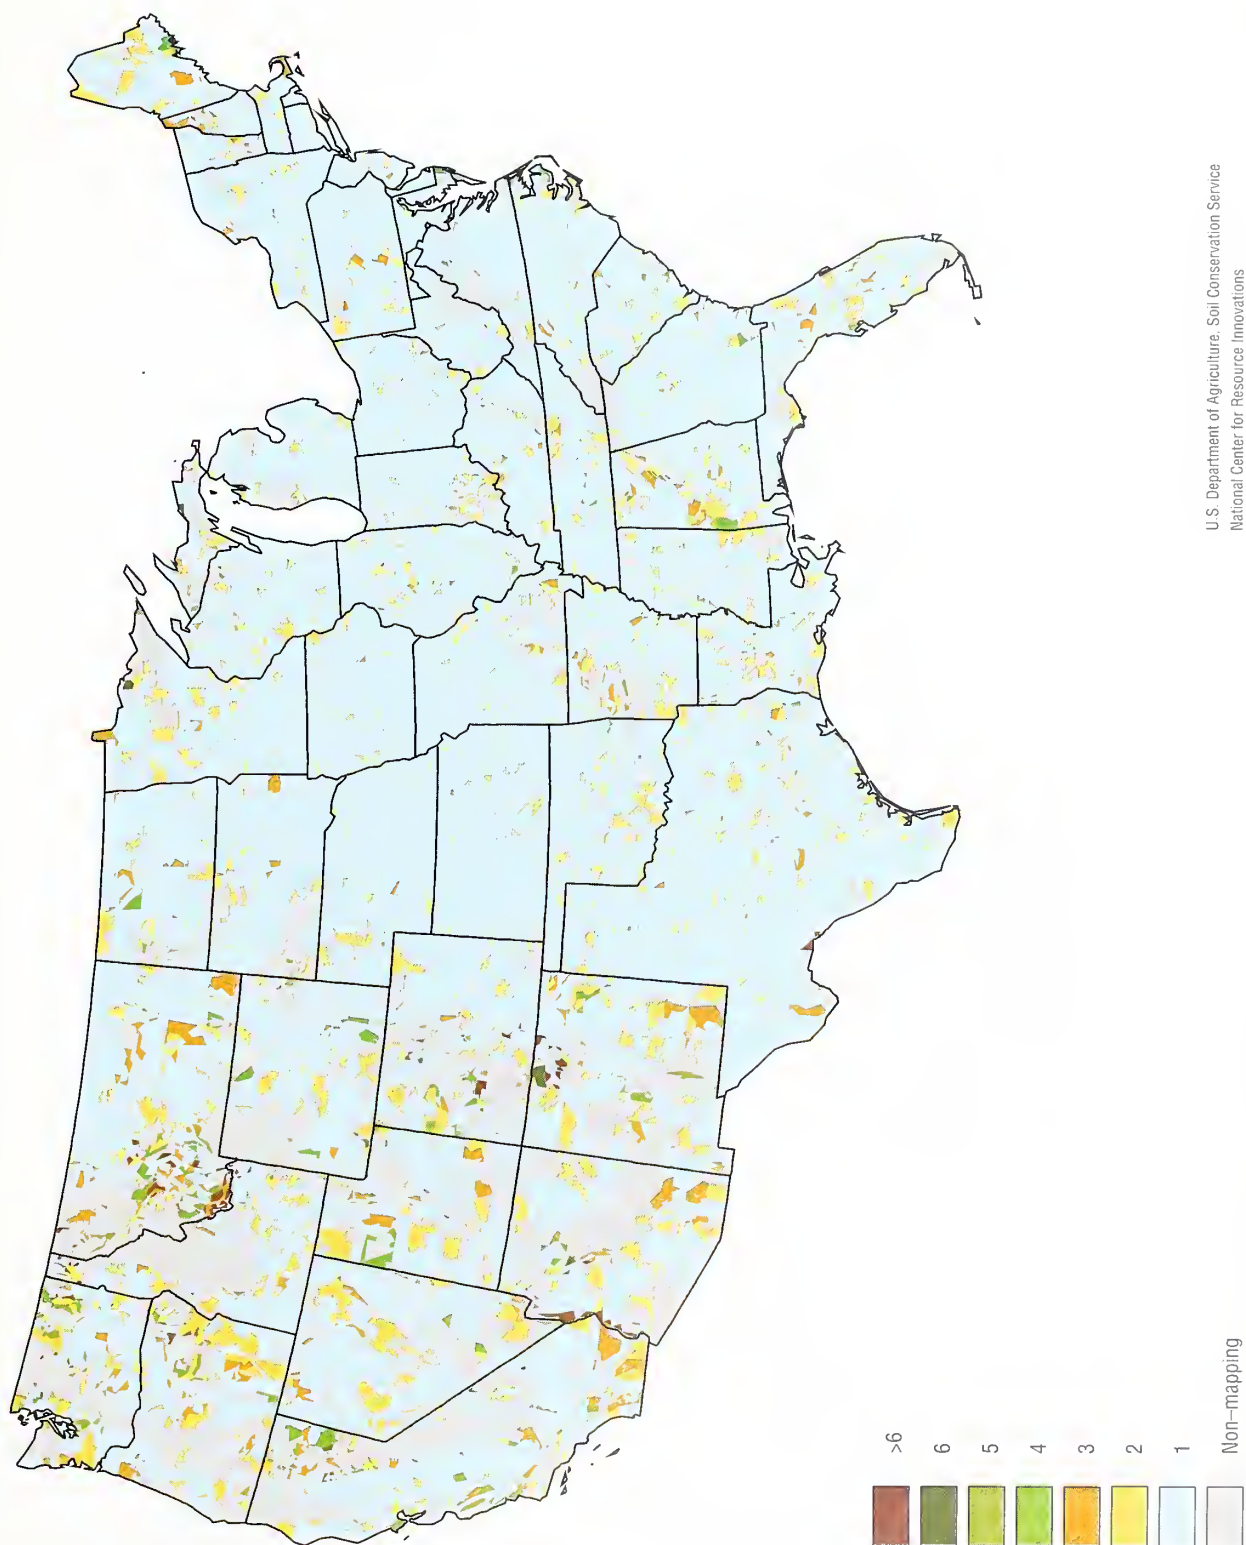 U.S. Department of Agriculture. Soil Conservation Service
National Center for Resource Innovations
>6
6
5
4
3
2
1
Non–mapping